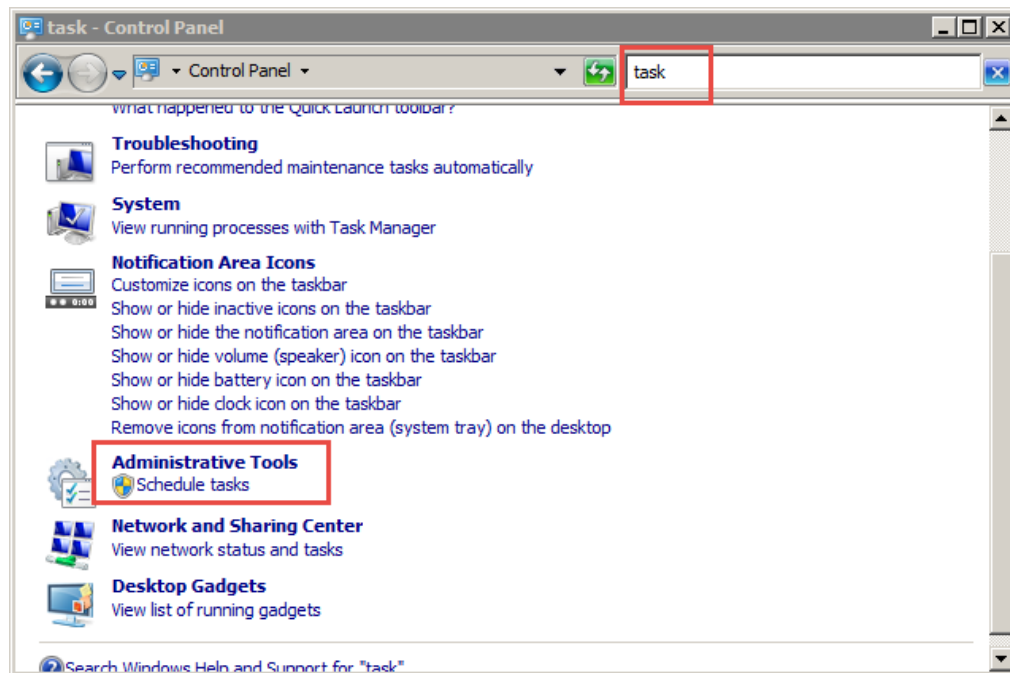 task - Control Panel
Control Panel
task
What happened to the Quick Launch toolbar?
Troubleshooting
Perform recommended maintenance tasks automatically
System
View running processes with Task Manager
Notification Area Icons
Customize icons on the taskbar
Show or hide inactive icons on the taskbar
Show or hide the notification area on the taskbar
Show or hide volume (speaker) icon on the taskbar
Show or hide battery icon on the taskbar
Show or hide clock icon on the taskbar
Remove icons from notification area (system tray) on the desktop
Administrative Tools
Schedule tasks
Network and Sharing Center
View network status and tasks
Desktop Gadgets
View list of running gadgets
Search Windows Help and Support for "task"